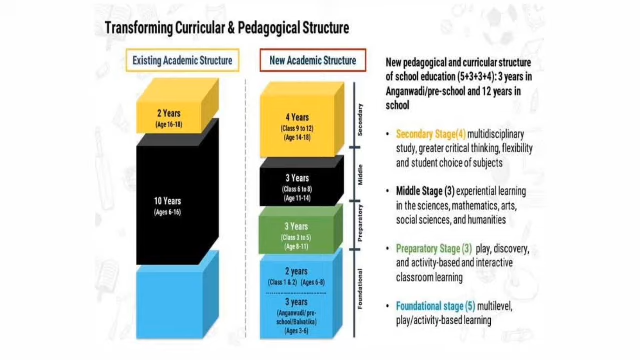 Transforming Curricular & Pedagogical Structure
Existing Academic Structure
New Academic Structure
2 Years
(Age 16-18)
10 Years
(Ages 6-16)
4 Years
(Class 9 to 12)
(Age 14-18)
3 Years
(Class 6 to 8)
(Age 11-14)
3 Years
(Class 3 to 5)
(Age 8-11)
2 years
(Class 1 & 2) (Ages 6-8)
3 years
(Anganwadi/ pre-
school/Balvatika)
(Ages 3-6)
Secondary
Middle
Preparatory
Foundational
New pedagogical and curricular structure
of school education (5+3+3+4): 3 years in
Anganwadi/pre-school and 12 years in
school
• Secondary Stage(4) multidisciplinary
study, greater critical thinking, flexibility
and student choice of subjects
• Middle Stage (3) experiential learning
in the sciences, mathematics, arts,
social sciences, and humanities
• Preparatory Stage (3) play, discovery,
and activity-based and interactive
classroom learning
• Foundational stage (5) multilevel,
play/activity-based learning